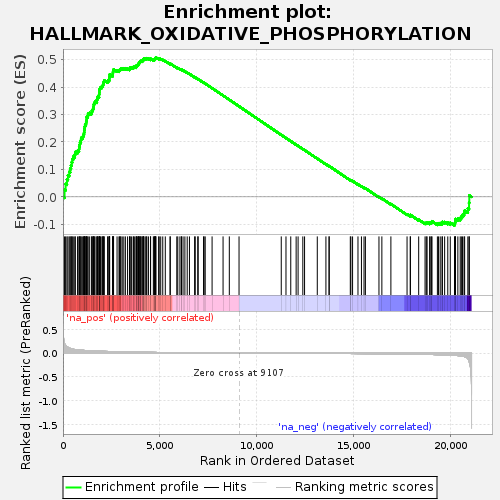 Enrichment plot:
HALLMARK_OXIDATIVE_PHOSPHORYLATION
Enrichment score (ES)
0.5
0.4
0.3
0.2
0.1
0.0
-0.1
'na_pos' (positively correlated)
Ranked list metric (PreRanked)
0.5
0.0
-0.5
-1.0
-1.5
Zero cross at 9107
'na_neg' (negatively correlated)
0
5,000
10,000
15,000
20,000
Rank in Ordered Dataset
Enrichment profile
Hits
Ranking metric scores